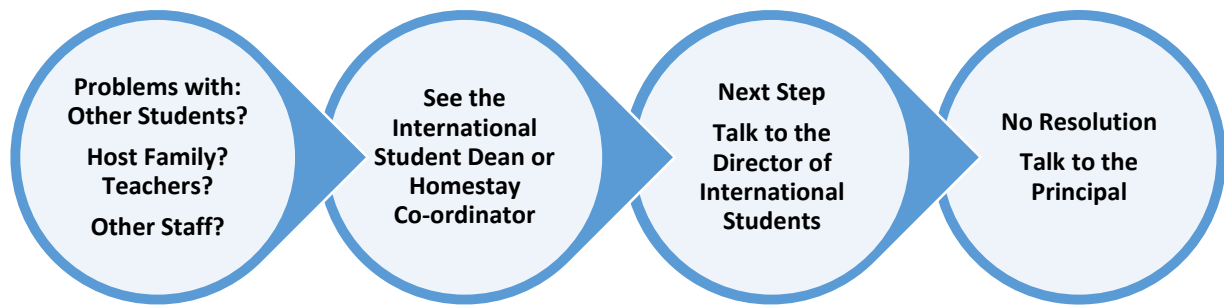 Problems with:
Other Students?
Host Family?
Teachers?
Other Staff?
See the
International
Student Dean or
Homestay
Co-ordinator
Next Step
Talk to the
Director of
International
Students
No Resolution
Talk to the
Principal